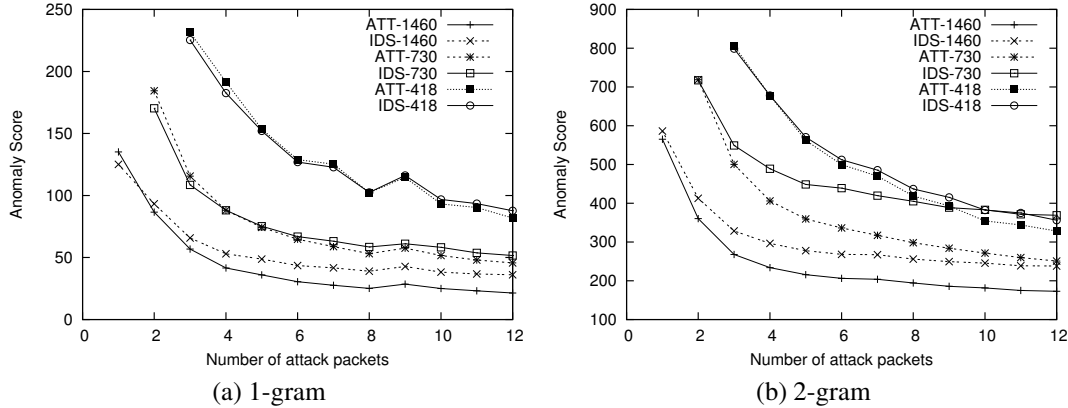 250
200
150
100
50
0
Anomaly Score
0 2 4 6 8 10 12
Number of attack packets
ATT-1460
IDS-1460
ATT-730
IDS-730
ATT-418
IDS-418
(a) 1-gram
900
800
700
600
500
400
300
200
100
Anomaly Score
0 2 4 6 8 10 12
Number of attack packets
ATT-1460
IDS-1460
ATT-730
IDS-730
ATT-418
IDS-418
(b) 2-gram